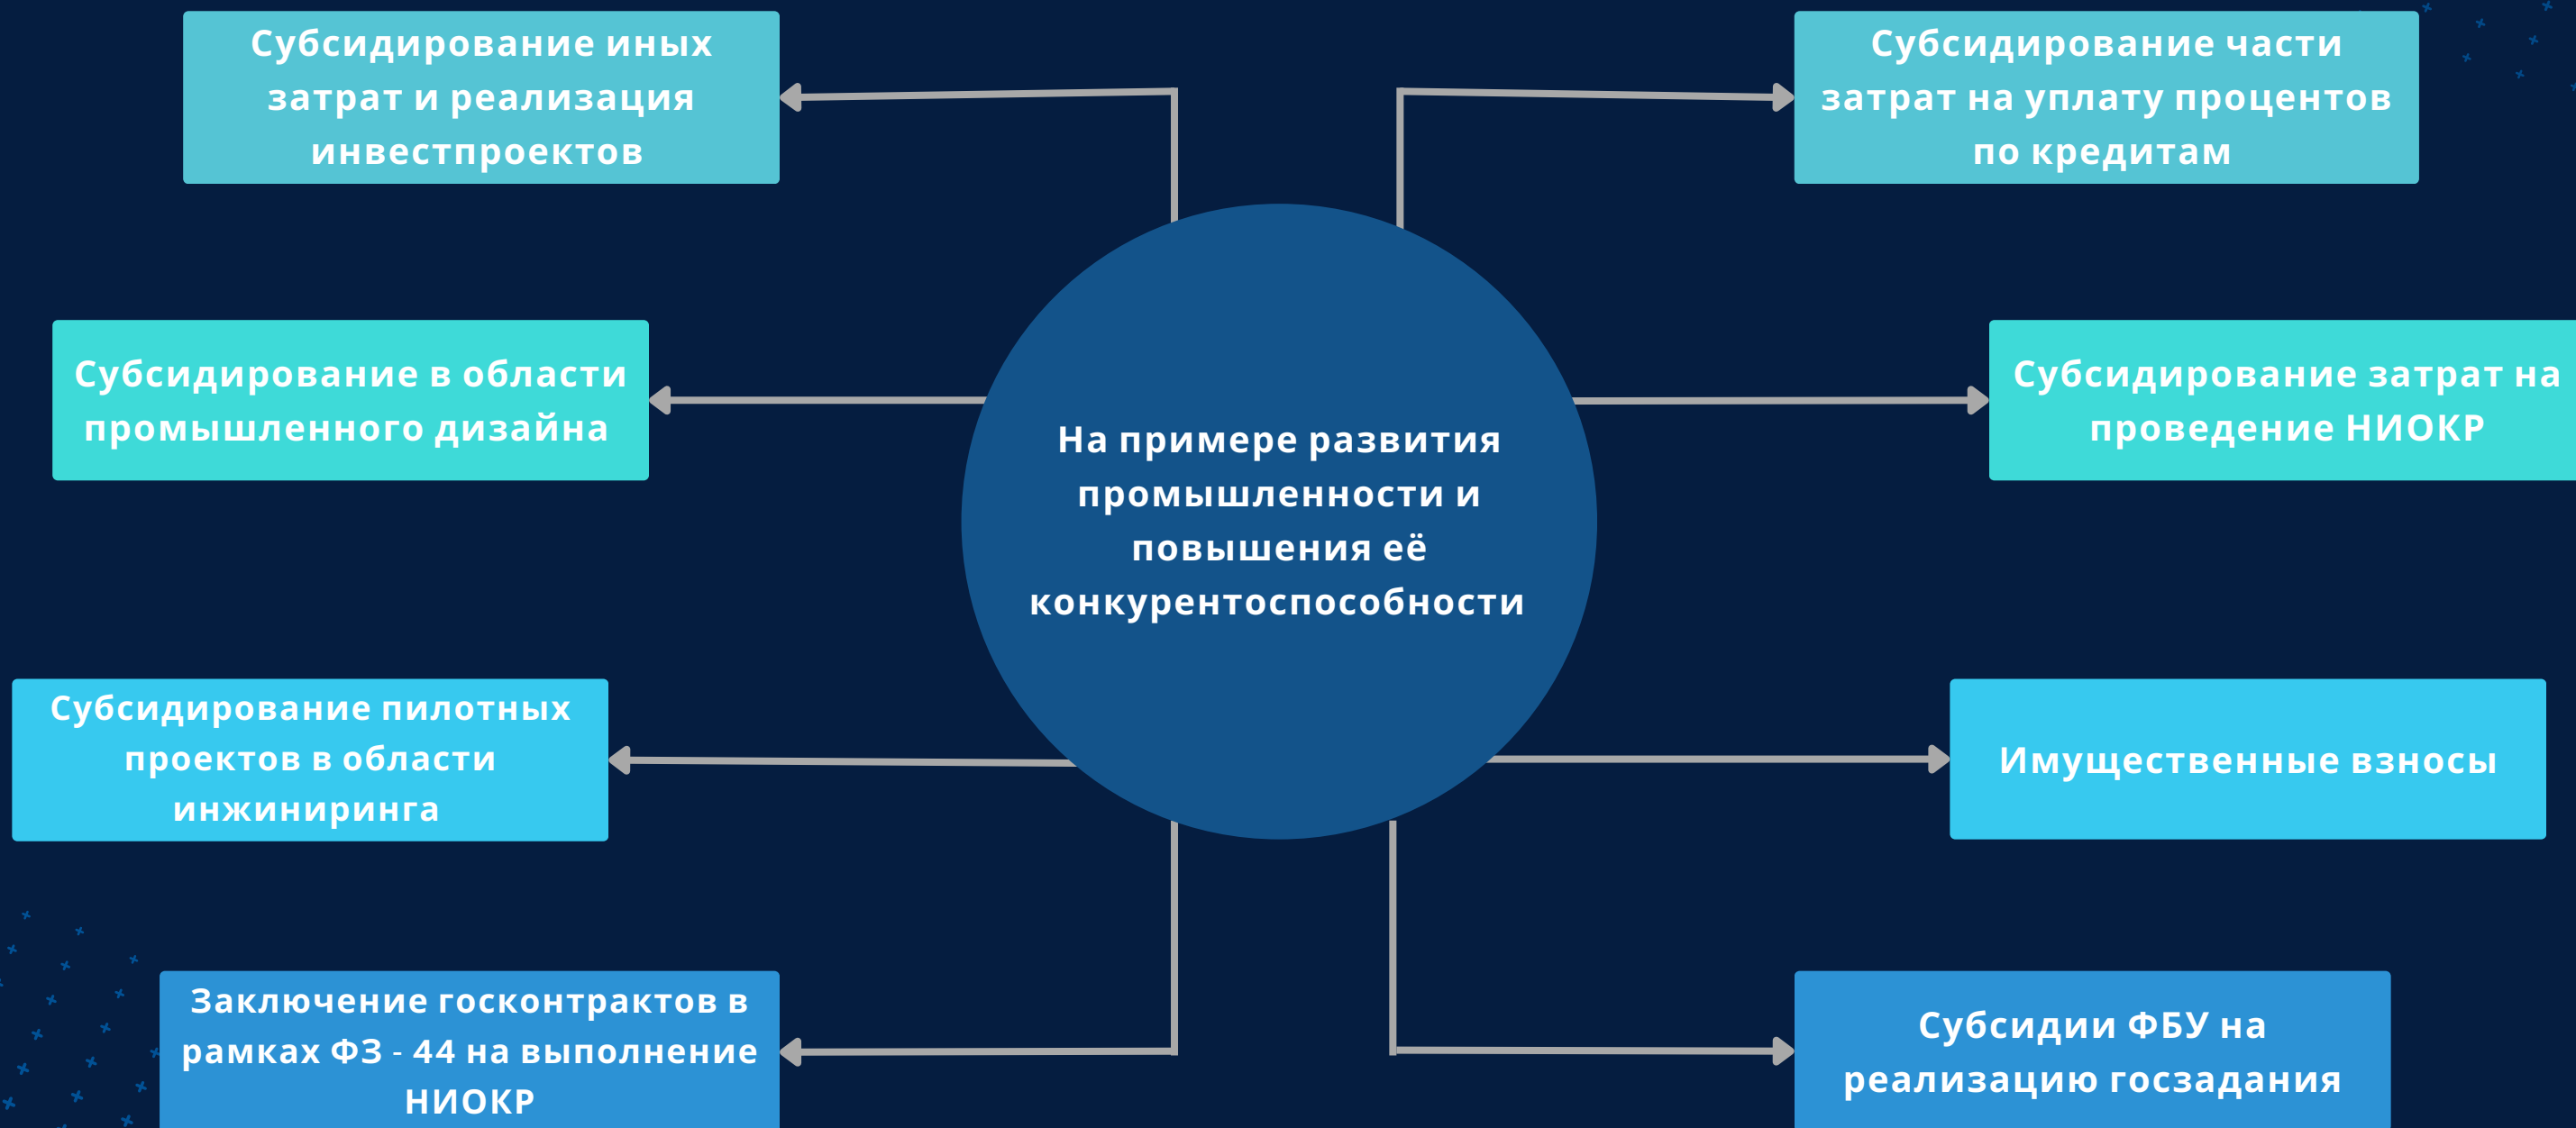 Субсидирование иных
затрат и реализация
инвестпроектов
Субсидирование части
затрат на уплату процентов
по кредитам
Субсидирование в области
промышленного дизайна
Субсидирование затрат на
проведение НИОКР
На примере развития
промышленности и
повышения её
конкурентоспособности
Субсидирование пилотных
проектов в области
инжиниринга
Имущественные взносы
Заключение госконтрактов в
рамках ФЗ - 44 на выполнение
НИОКР
Субсидии ФБУ на
реализацию госзадания